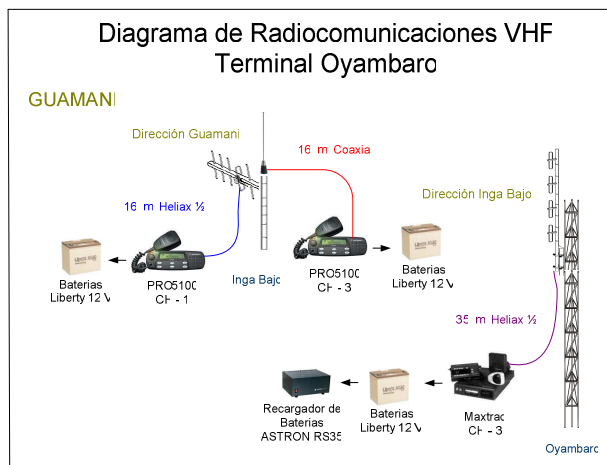 Diagrama de Radiocomunicaciones VHF
Terminal Oyambaro
GUAMANI
Dirección Guamani
16 m Coaxia
Dirección Inga Bajo
16 m Heliax ½
Baterias
Liberty 12 V
PRO5100
CH - 1
Inga Bajo
PRO5100
CH - 3
Baterias
Liberty 12 V
35 m Heliax ½
Recargador de
Baterias
ASTRON RS35
Baterias
Liberty 12 V
Maxtrac
CH - 3
Oyambaro